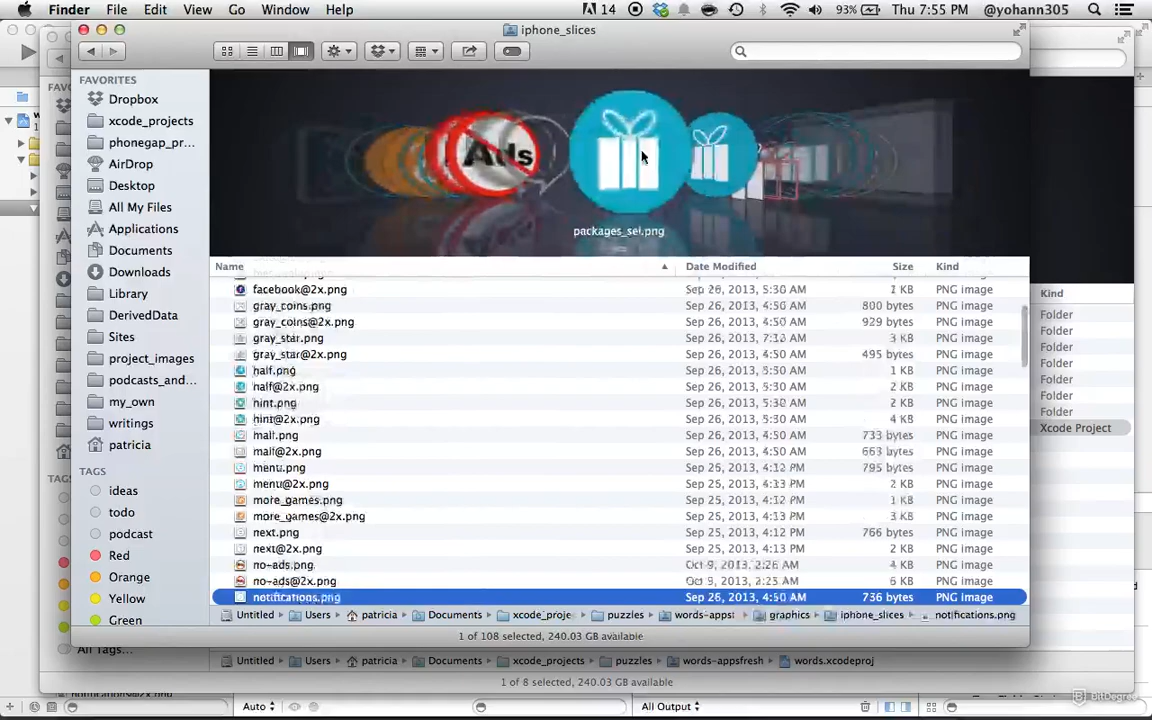 Finder File Edit View Go Window Help 14 93% Thu 7:55 PM @yohann305
iphone_slices
FAVORITES
Dropbox
xcode_projects
phonegap_pr...
AirDrop
Desktop
All My Files
Applications
Documents
Downloads
Library
DerivedData
Sites
project_images
podcasts_and...
my_own
writings
patricia
TAGS
ideas
todo
podcast
Red
Orange
Yellow
Green
All Tags...
Ads
packages_sel.png
Name Date Modified Size Kind
facebook@2x.png Sep 26, 2013, 5:30 AM 2 KB PNG image
gray_coins.png Sep 26, 2013, 4:50 AM 800 bytes PNG image
gray_coins@2x.png Sep 26, 2013, 4:50 AM 929 bytes PNG image
gray_star.png Sep 26, 2013, 7:13 AM 3 KB PNG image
gray_star@2x.png Sep 26, 2013, 4:50 AM 495 bytes PNG image
half.png Sep 26, 2013, 5:30 AM 1 KB PNG image
half@2x.png Sep 26, 2013, 5:30 AM 2 KB PNG image
hint.png Sep 26, 2013, 5:30 AM 2 KB PNG image
hint@2x.png Sep 26, 2013, 5:30 AM 4 KB PNG image
mail.png Sep 26, 2013, 4:50 AM 733 bytes PNG image
mail@2x.png Sep 26, 2013, 4:50 AM 663 bytes PNG image
menu.png Sep 25, 2013, 4:12 PM 795 bytes PNG image
menu@2x.png Sep 25, 2013, 4:13 PM 2 KB PNG image
more_games.png Sep 25, 2013, 4:12 PM 1 KB PNG image
more_games@2x.png Sep 25, 2013, 4:13 PM 3 KB PNG image
next.png Sep 25, 2013, 4:12 PM 766 bytes PNG image
next@2x.png Sep 25, 2013, 4:13 PM 2 KB PNG image
no-ads.png Oct 9, 2013, 2:26 AM 4 KB PNG image
no-ads@2x.png Oct 9, 2013, 2:25 AM 6 KB PNG image
notifications.png Sep 26, 2013, 4:50 AM 736 bytes PNG image
Untitled Users patricia Documents xcode_proje puzzles words-apps graphics iphone_slices notifications.png
1 of 108 selected, 240.03 GB available
Kind
Folder
Folder
Folder
Folder
Folder
Folder
Folder
Xcode Project
Untitled Users patricia Documents xcode_projects puzzles words-appsfresh words.xcodeproj
1 of 8 selected, 240.03 GB available
Auto All Output
BitDegree